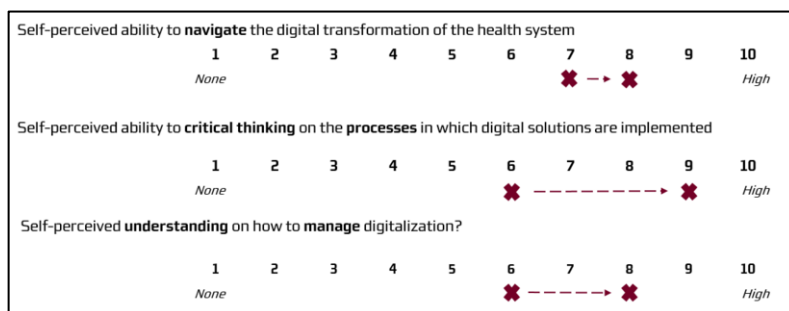 Self-perceived ability to navigate the digital transformation of the health system
1 2 3 4 5 6 7 8 9 10
None High
Self-perceived ability to critical thinking on the processes in which digital solutions are implemented
1 2 3 4 5 6 7 8 9 10
None High
Self-perceived understanding on how to manage digitalization?
1 2 3 4 5 6 7 8 9 10
None High